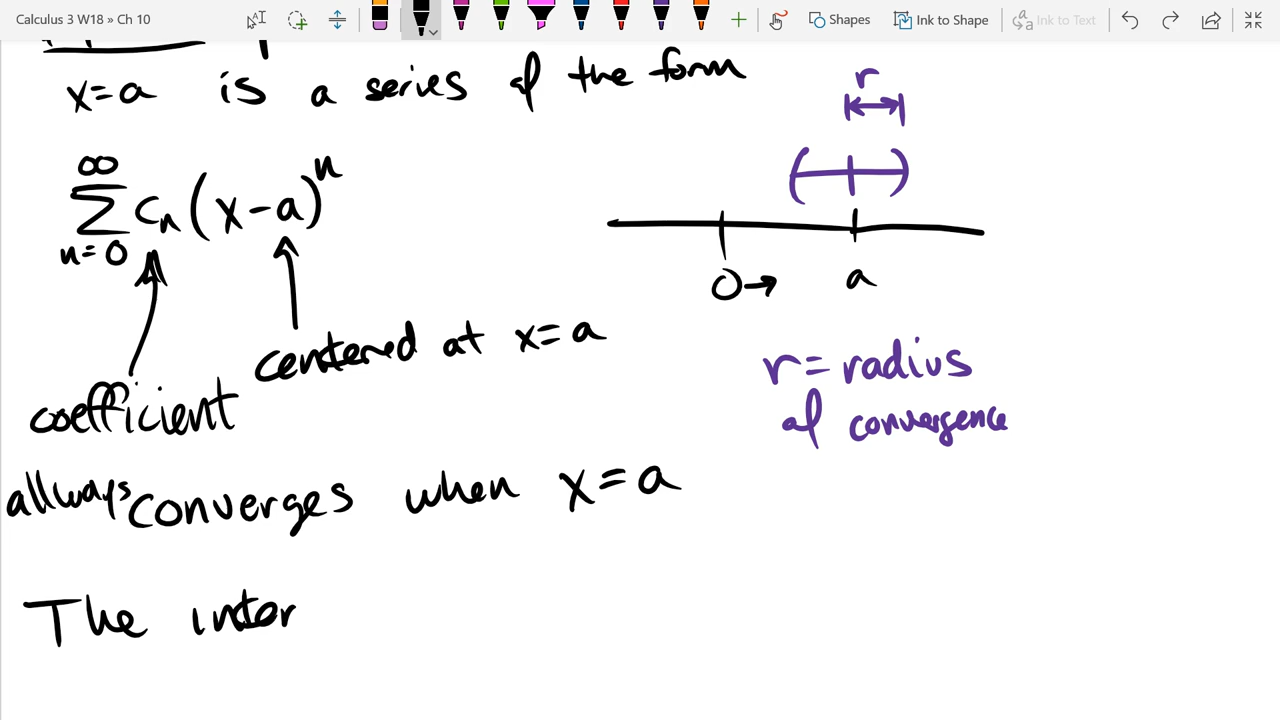 Calculus 3 W18 » Ch 10
Shapes
Ink to Shape
Ink to Text
x=a is a series of the form
∞
∑ cₙ(x-a)ⁿ
n=0
centered at x=a
coefficient
allways converges when x=a
The inter
r
0→ a
r= radius
of convergence